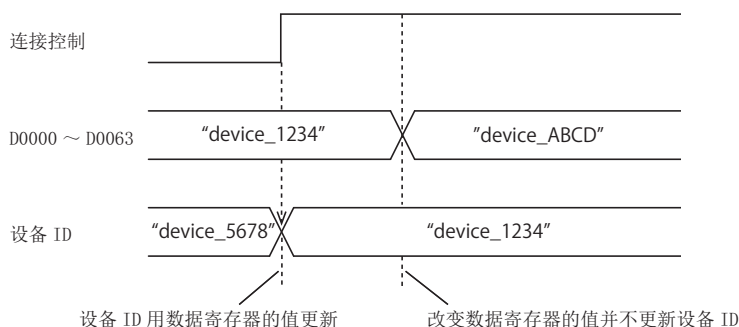 连接控制
D0000 ～ D0063
“device_1234”
”device_ABCD”
设备 ID
“device_5678”
“device_1234”
设备 ID 用数据寄存器的值更新
改变数据寄存器的值并不更新设备 ID